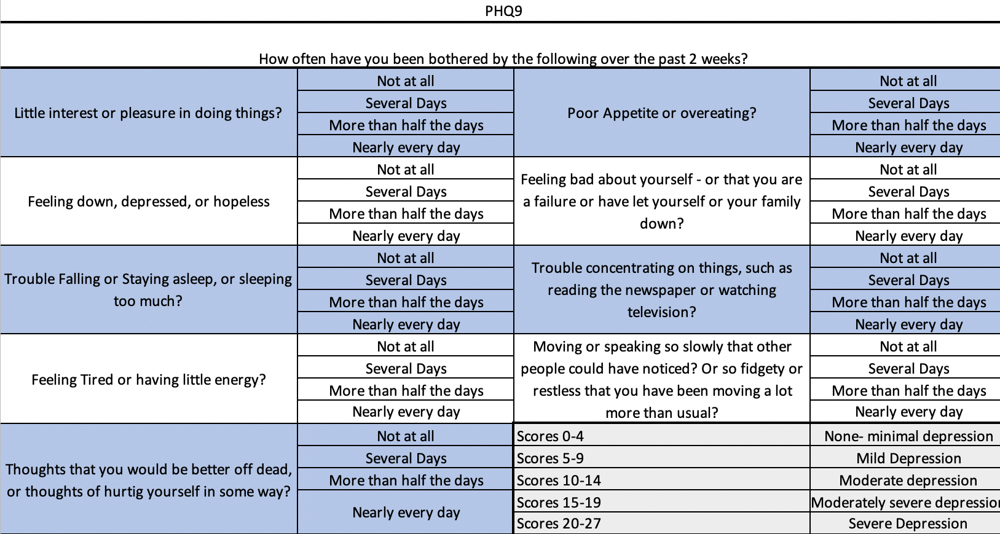 PHQ9
How often have you been bothered by the following over the past 2 weeks?
Little interest or pleasure in doing things?
Not at all
Several Days
More than half the days
Nearly every day
Poor Appetite or overeating?
Not at all
Several Days
More than half the days
Nearly every day
Feeling down, depressed, or hopeless
Not at all
Several Days
More than half the days
Nearly every day
Feeling bad about yourself - or that you are
a failure or have let yourself or your family
down?
Not at all
Several Days
More than half the days
Nearly every day
Trouble Falling or Staying asleep, or sleeping
too much?
Not at all
Several Days
More than half the days
Nearly every day
Trouble concentrating on things, such as
reading the newspaper or watching
television?
Not at all
Several Days
More than half the days
Nearly every day
Feeling Tired or having little energy?
Not at all
Several Days
More than half the days
Nearly every day
Moving or speaking so slowly that other
people could have noticed? Or so fidgety or
restless that you have been moving a lot
more than usual?
Not at all
Several Days
More than half the days
Nearly every day
Thoughts that you would be better off dead,
or thoughts of hurtig yourself in some way?
Not at all
Several Days
More than half the days
Nearly every day
Scores 0-4
None- minimal depression
Scores 5-9
Mild Depression
Scores 10-14
Moderate depression
Scores 15-19
Moderately severe depression
Scores 20-27
Severe Depression